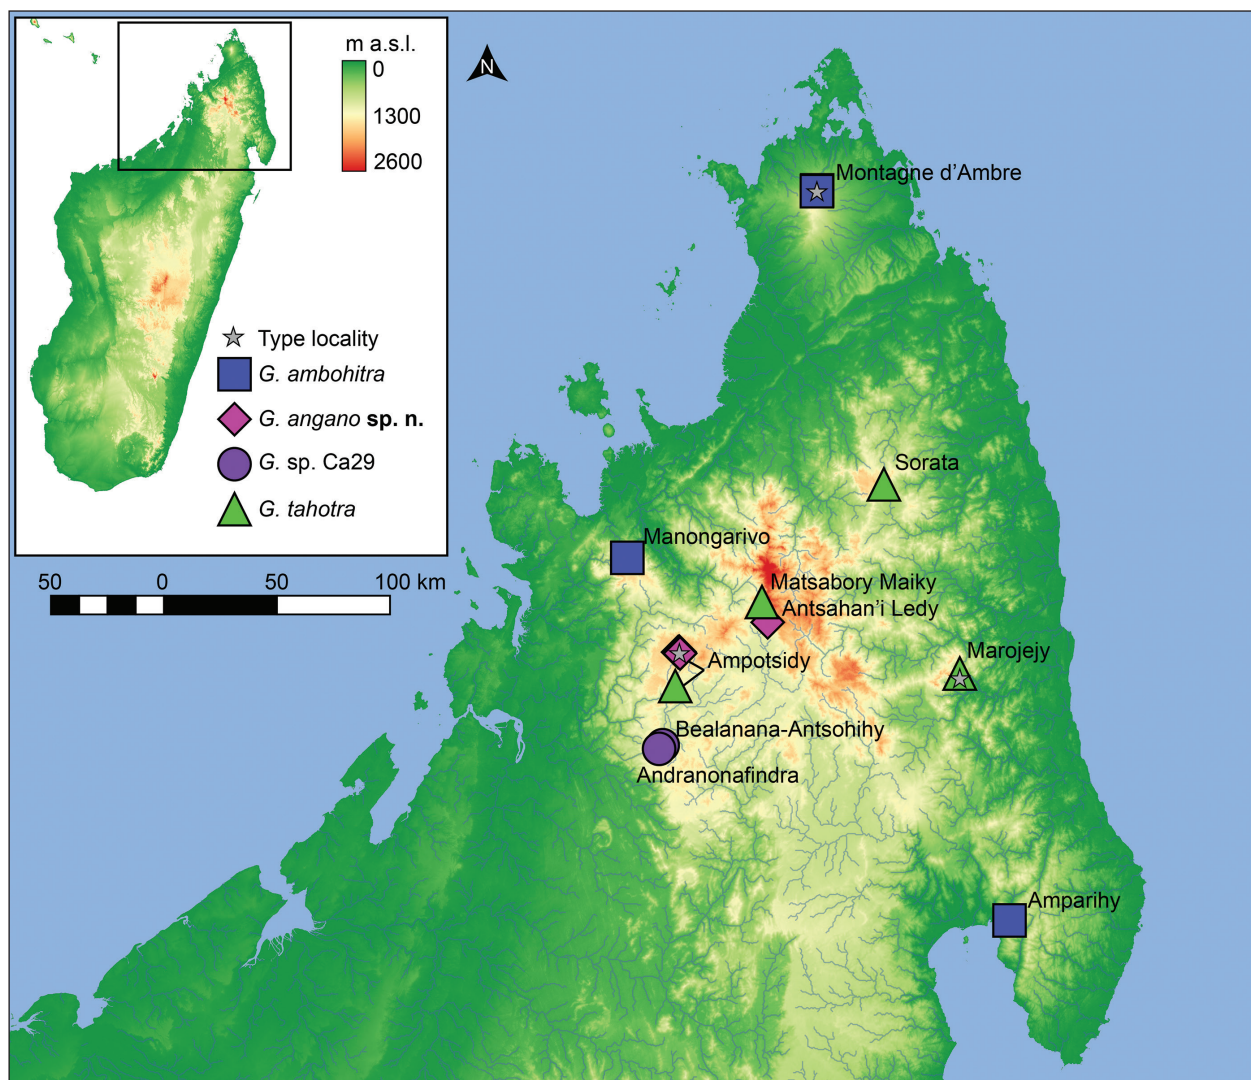 m a.s.l.
0
1300
2600
Type locality
G. ambohitra
G. angano sp. n.
G. sp. Ca29
G. tahotra
50 0 50 100 km
N
Montagne d’Ambre
Sorata
Manongarivo
Matsabory Maiky
Antsahan’i Ledy
Ampotsidy
Marojejy
Bealanana-Antsohihy
Andranonafindra
Amparihy